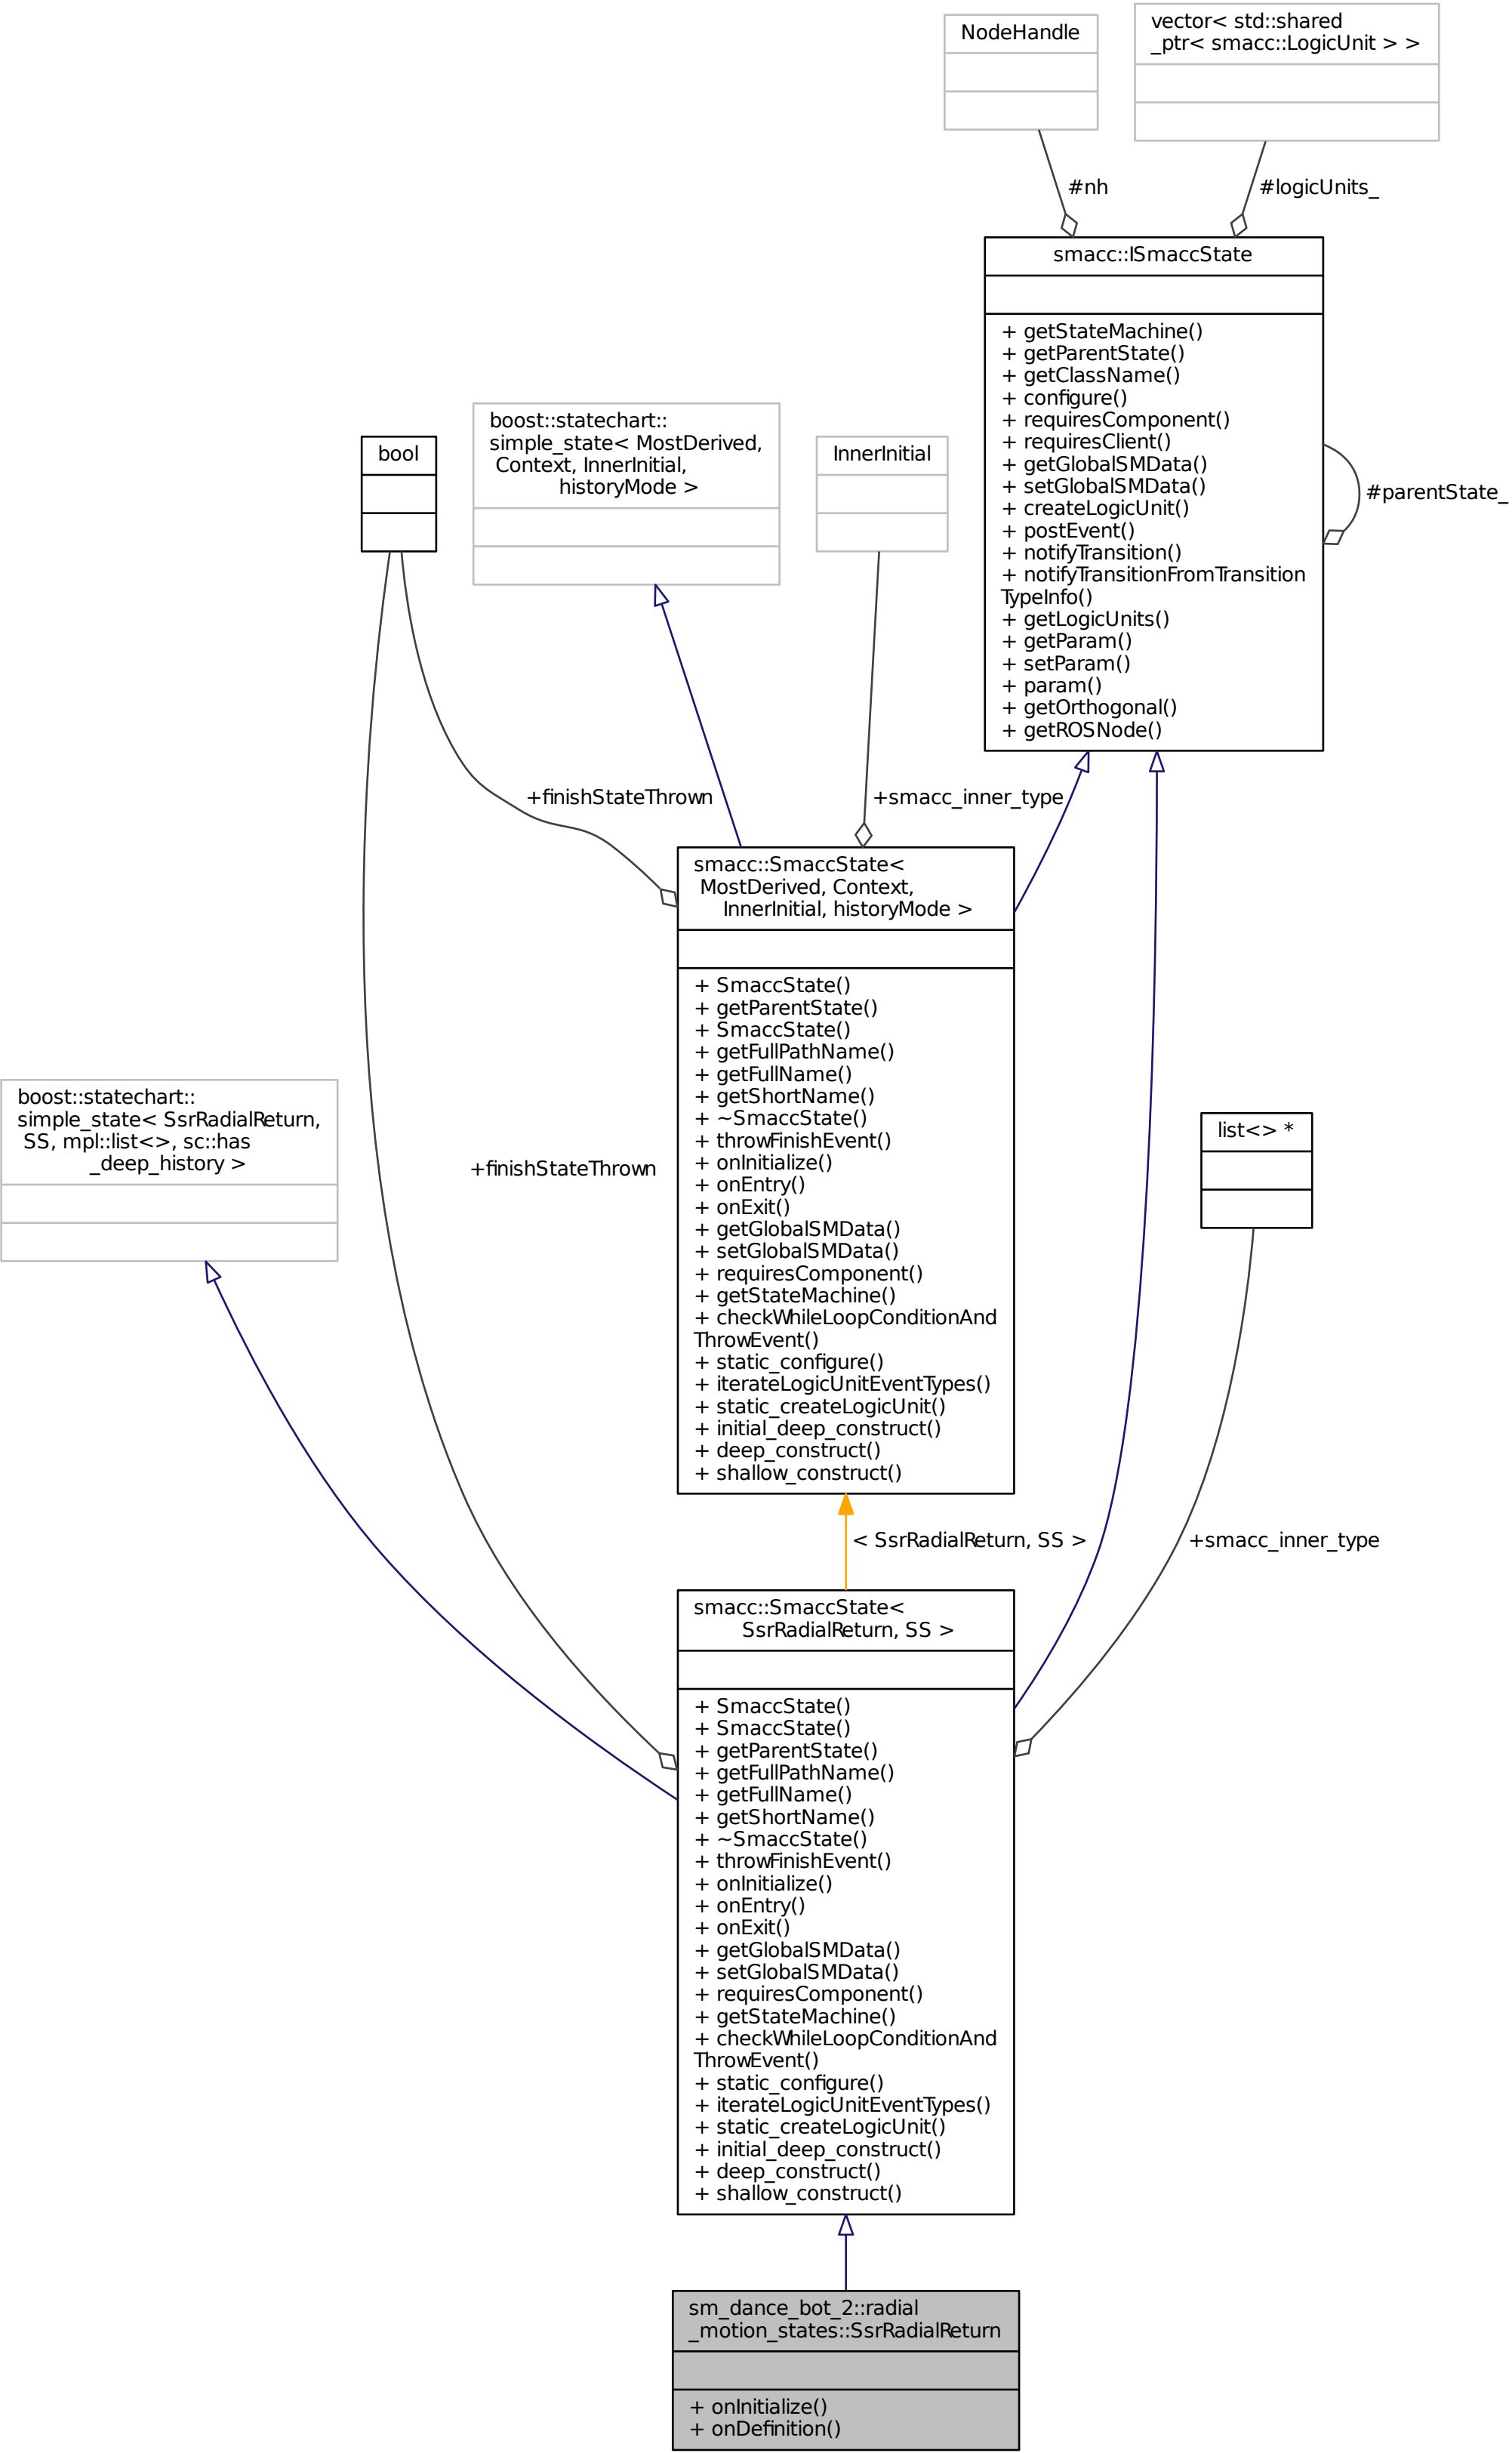 NodeHandle
vector< std::shared
_ptr< smacc::LogicUnit > >
#nh
#logicUnits_
smacc::ISmaccState
+ getStateMachine()
+ getParentState()
+ getClassName()
+ configure()
+ requiresComponent()
+ requiresClient()
+ getGlobalSMData()
+ setGlobalSMData()
+ createLogicUnit()
+ postEvent()
+ notifyTransition()
+ notifyTransitionFromTransition
TypeInfo()
+ getLogicUnits()
+ getParam()
+ setParam()
+ param()
+ getOrthogonal()
+ getROSNode()
#parentState_
bool
boost::statechart::
simple_state< MostDerived,
Context, InnerInitial,
historyMode >
InnerInitial
+finishStateThrown
+smacc_inner_type
smacc::SmaccState<
MostDerived, Context,
InnerInitial, historyMode >
+ SmaccState()
+ getParentState()
+ SmaccState()
+ getFullPathName()
+ getFullName()
+ getShortName()
+ ~SmaccState()
+ throwFinishEvent()
+ onInitialize()
+ onEntry()
+ onExit()
+ getGlobalSMData()
+ setGlobalSMData()
+ requiresComponent()
+ getStateMachine()
+ checkWhileLoopConditionAnd
ThrowEvent()
+ static_configure()
+ iterateLogicUnitEventTypes()
+ static_createLogicUnit()
+ initial_deep_construct()
+ deep_construct()
+ shallow_construct()
boost::statechart::
simple_state< SsrRadialReturn,
SS, mpl::list<>, sc::has
_deep_history >
+finishStateThrown
list<> *
< SsrRadialReturn, SS >
+smacc_inner_type
smacc::SmaccState<
SsrRadialReturn, SS >
+ SmaccState()
+ SmaccState()
+ getParentState()
+ getFullPathName()
+ getFullName()
+ getShortName()
+ ~SmaccState()
+ throwFinishEvent()
+ onInitialize()
+ onEntry()
+ onExit()
+ getGlobalSMData()
+ setGlobalSMData()
+ requiresComponent()
+ getStateMachine()
+ checkWhileLoopConditionAnd
ThrowEvent()
+ static_configure()
+ iterateLogicUnitEventTypes()
+ static_createLogicUnit()
+ initial_deep_construct()
+ deep_construct()
+ shallow_construct()
sm_dance_bot_2::radial
_motion_states::SsrRadialReturn
+ onInitialize()
+ onDefinition()